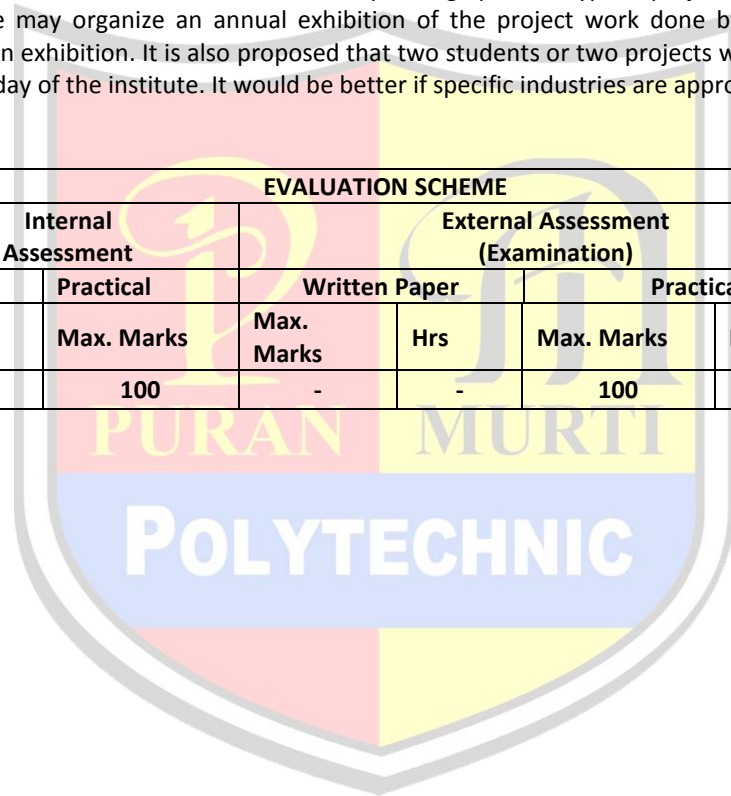 may organize an annual exhibition of the project work done
exhibition. It is also proposed that two students or two projects
day of the institute. It would be better if specific industries are
EVALUATION SCHEME
Internal Assessment
External Assessment (Examination)
Practical
Written Paper
Max. Marks
Max. Marks
Hrs
Max. Marks
100
-
-
100
PURAN MURTI
POLYTECHNIC